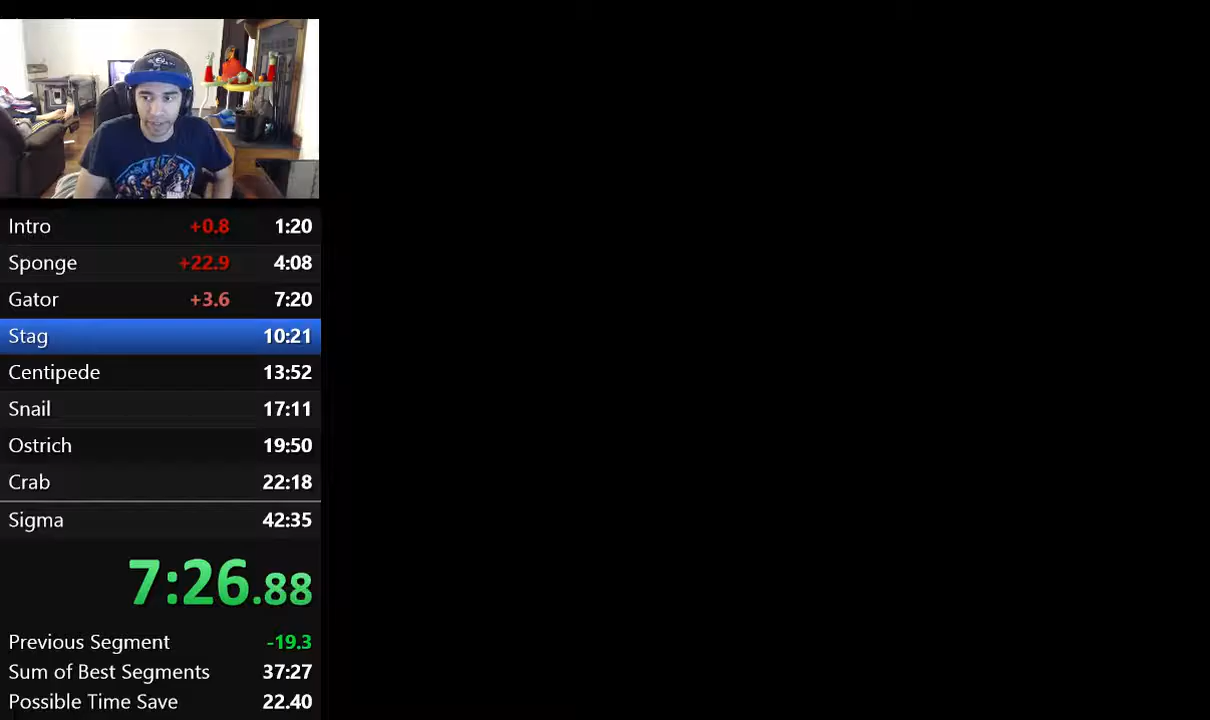 Intro +0.8 1:20
Sponge +22.9 4:08
Gator +3.6 7:20
Stag 10:21
Centipede 13:52
Snail 17:11
Ostrich 19:50
Crab 22:18
Sigma 42:35
7:26.88
Previous Segment -19.3
Sum of Best Segments 37:27
Possible Time Save 22.40